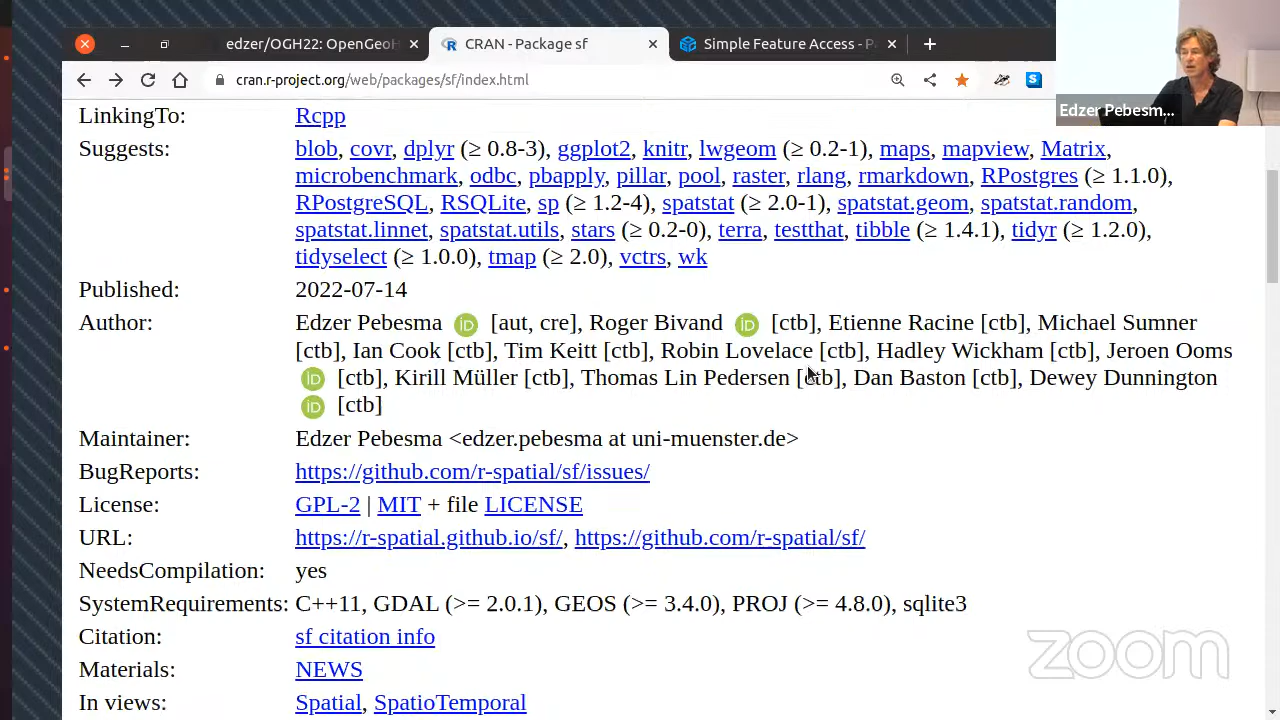 edzer/OGH22: OpenGeoH
CRAN - Package sf
Simple Feature Access - P
cran.r-project.org/web/packages/sf/index.html
Edzer Pebesm...
LinkingTo: Rcpp
Suggests: blob, covr, dplyr (≥ 0.8-3), ggplot2, knitr, lwgeom (≥ 0.2-1), maps, mapview, Matrix,
microbenchmark, odbc, pbapply, pillar, pool, raster, rlang, rmarkdown, RPostgres (≥ 1.1.0),
RPostgreSQL, RSQLite, sp (≥ 1.2-4), spatstat (≥ 2.0-1), spatstat.geom, spatstat.random,
spatstat.linnet, spatstat.utils, stars (≥ 0.2-0), terra, testthat, tibble (≥ 1.4.1), tidyr (≥ 1.2.0),
tidyselect (≥ 1.0.0), tmap (≥ 2.0), vctrs, wk
Published: 2022-07-14
Author: Edzer Pebesma iD [aut, cre], Roger Bivand iD [ctb], Etienne Racine [ctb], Michael Sumner
[ctb], Ian Cook [ctb], Tim Keitt [ctb], Robin Lovelace [ctb], Hadley Wickham [ctb], Jeroen Ooms
iD [ctb], Kirill Müller [ctb], Thomas Lin Pedersen [ctb], Dan Baston [ctb], Dewey Dunnington
iD [ctb]
Maintainer: Edzer Pebesma <edzer.pebesma at uni-muenster.de>
BugReports: https://github.com/r-spatial/sf/issues/
License: GPL-2 | MIT + file LICENSE
URL: https://r-spatial.github.io/sf/, https://github.com/r-spatial/sf/
NeedsCompilation: yes
SystemRequirements: C++11, GDAL (>= 2.0.1), GEOS (>= 3.4.0), PROJ (>= 4.8.0), sqlite3
Citation: sf citation info
Materials: NEWS
In views: Spatial, SpatioTemporal
zoom